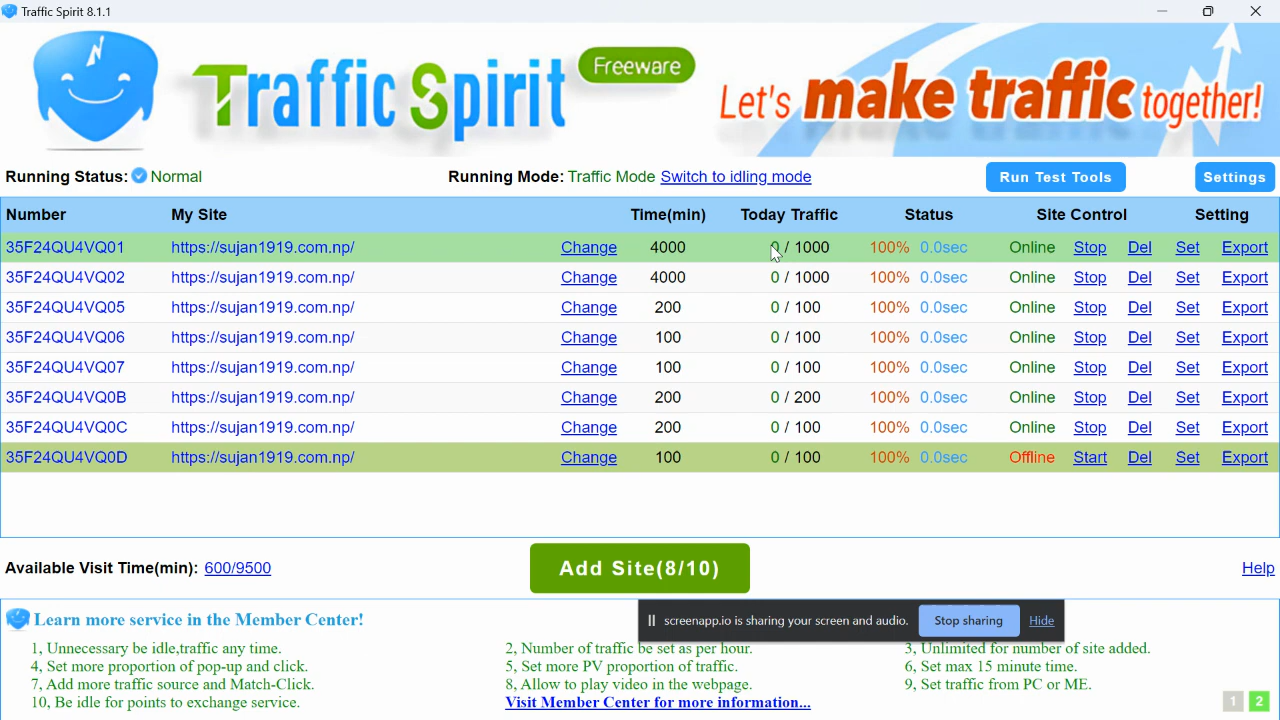 Traffic Spirit 8.1.1
Traffic Spirit Freeware Let's make traffic together!
Running Status: Normal Running Mode: Traffic Mode Switch to idling mode Run Test Tools Settings
Number My Site Time(min) Today Traffic Status Site Control Setting
35F24QU4VQ01 https://sujan1919.com.np/ Change 4000 0 / 1000 100% 0.0sec Online Stop Del Set Export
35F24QU4VQ02 https://sujan1919.com.np/ Change 4000 0 / 1000 100% 0.0sec Online Stop Del Set Export
35F24QU4VQ05 https://sujan1919.com.np/ Change 200 0 / 100 100% 0.0sec Online Stop Del Set Export
35F24QU4VQ06 https://sujan1919.com.np/ Change 100 0 / 100 100% 0.0sec Online Stop Del Set Export
35F24QU4VQ07 https://sujan1919.com.np/ Change 100 0 / 100 100% 0.0sec Online Stop Del Set Export
35F24QU4VQ0B https://sujan1919.com.np/ Change 200 0 / 200 100% 0.0sec Online Stop Del Set Export
35F24QU4VQ0C https://sujan1919.com.np/ Change 200 0 / 100 100% 0.0sec Online Stop Del Set Export
35F24QU4VQ0D https://sujan1919.com.np/ Change 100 0 / 100 100% 0.0sec Offline Start Del Set Export
Available Visit Time(min): 600/9500 Add Site(8/10) Help
Learn more service in the Member Center! screenapp.io is sharing your screen and audio. Stop sharing Hide
1, Unnecessary be idle,traffic any time. 2, Number of traffic be set as per hour. 3, Unlimited for number of site added.
4, Set more proportion of pop-up and click. 5, Set more PV proportion of traffic. 6, Set max 15 minute time.
7, Add more traffic source and Match-Click. 8, Allow to play video in the webpage. 9, Set traffic from PC or ME.
10, Be idle for points to exchange service. Visit Member Center for more information... 1 2